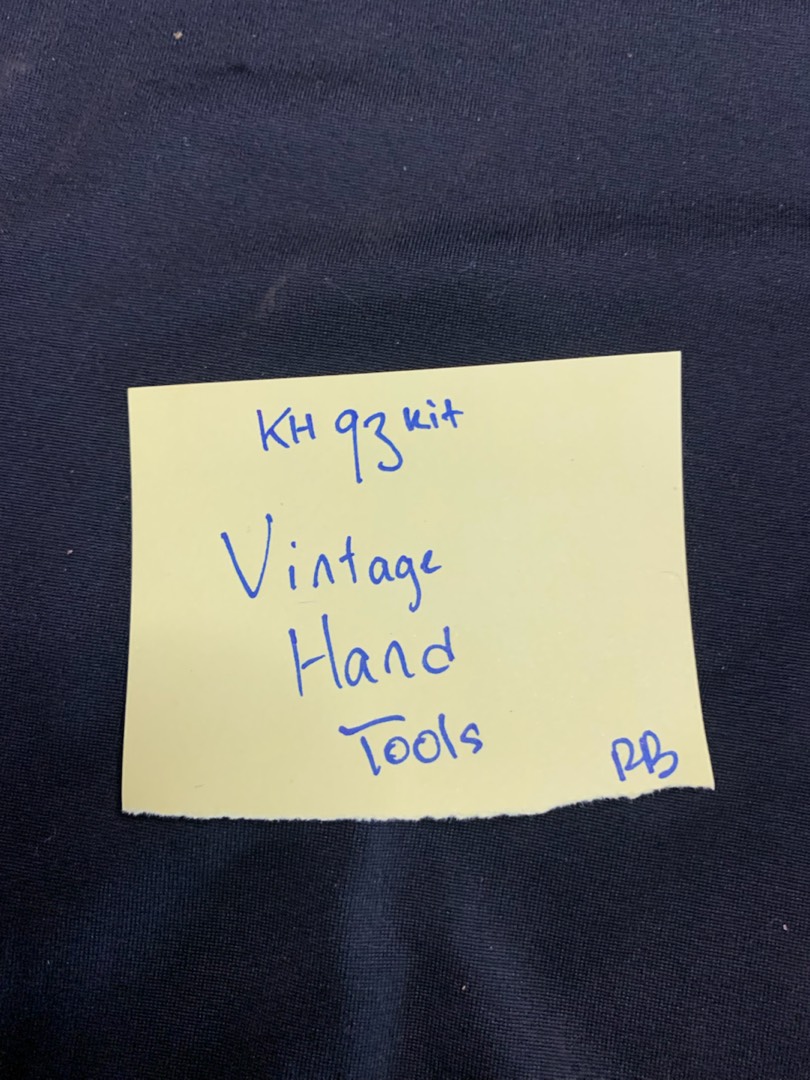 KH 93 kit
Vintage
Hand
Tools
RB